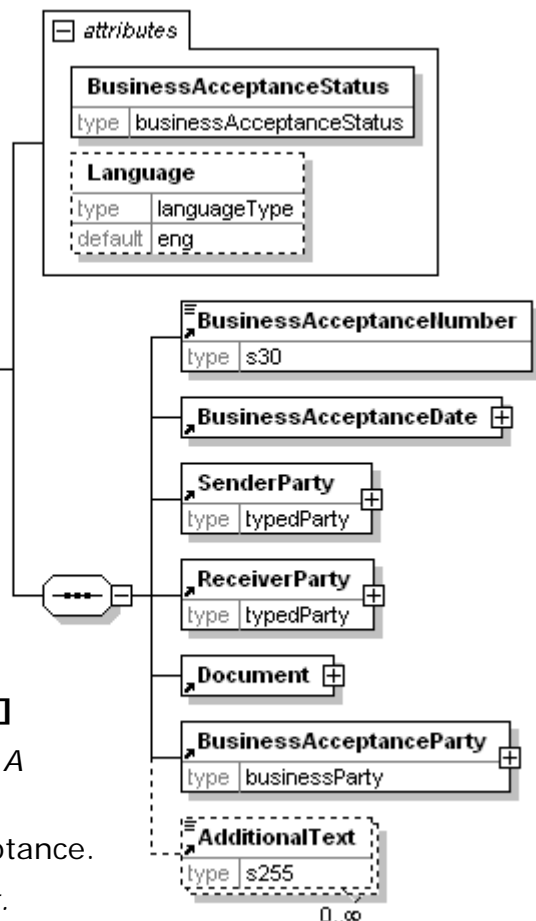 attributes
BusinessAcceptanceStatus
type businessAcceptanceStatus
Language
type languageType
default eng
BusinessAcceptanceNumber
type s30
BusinessAcceptanceDate
SenderParty
type typedParty
ReceiverParty
type typedParty
Document
]
BusinessAcceptanceParty
A
type businessParty
AdditionalText
ptance.
type s255
.
0..∞